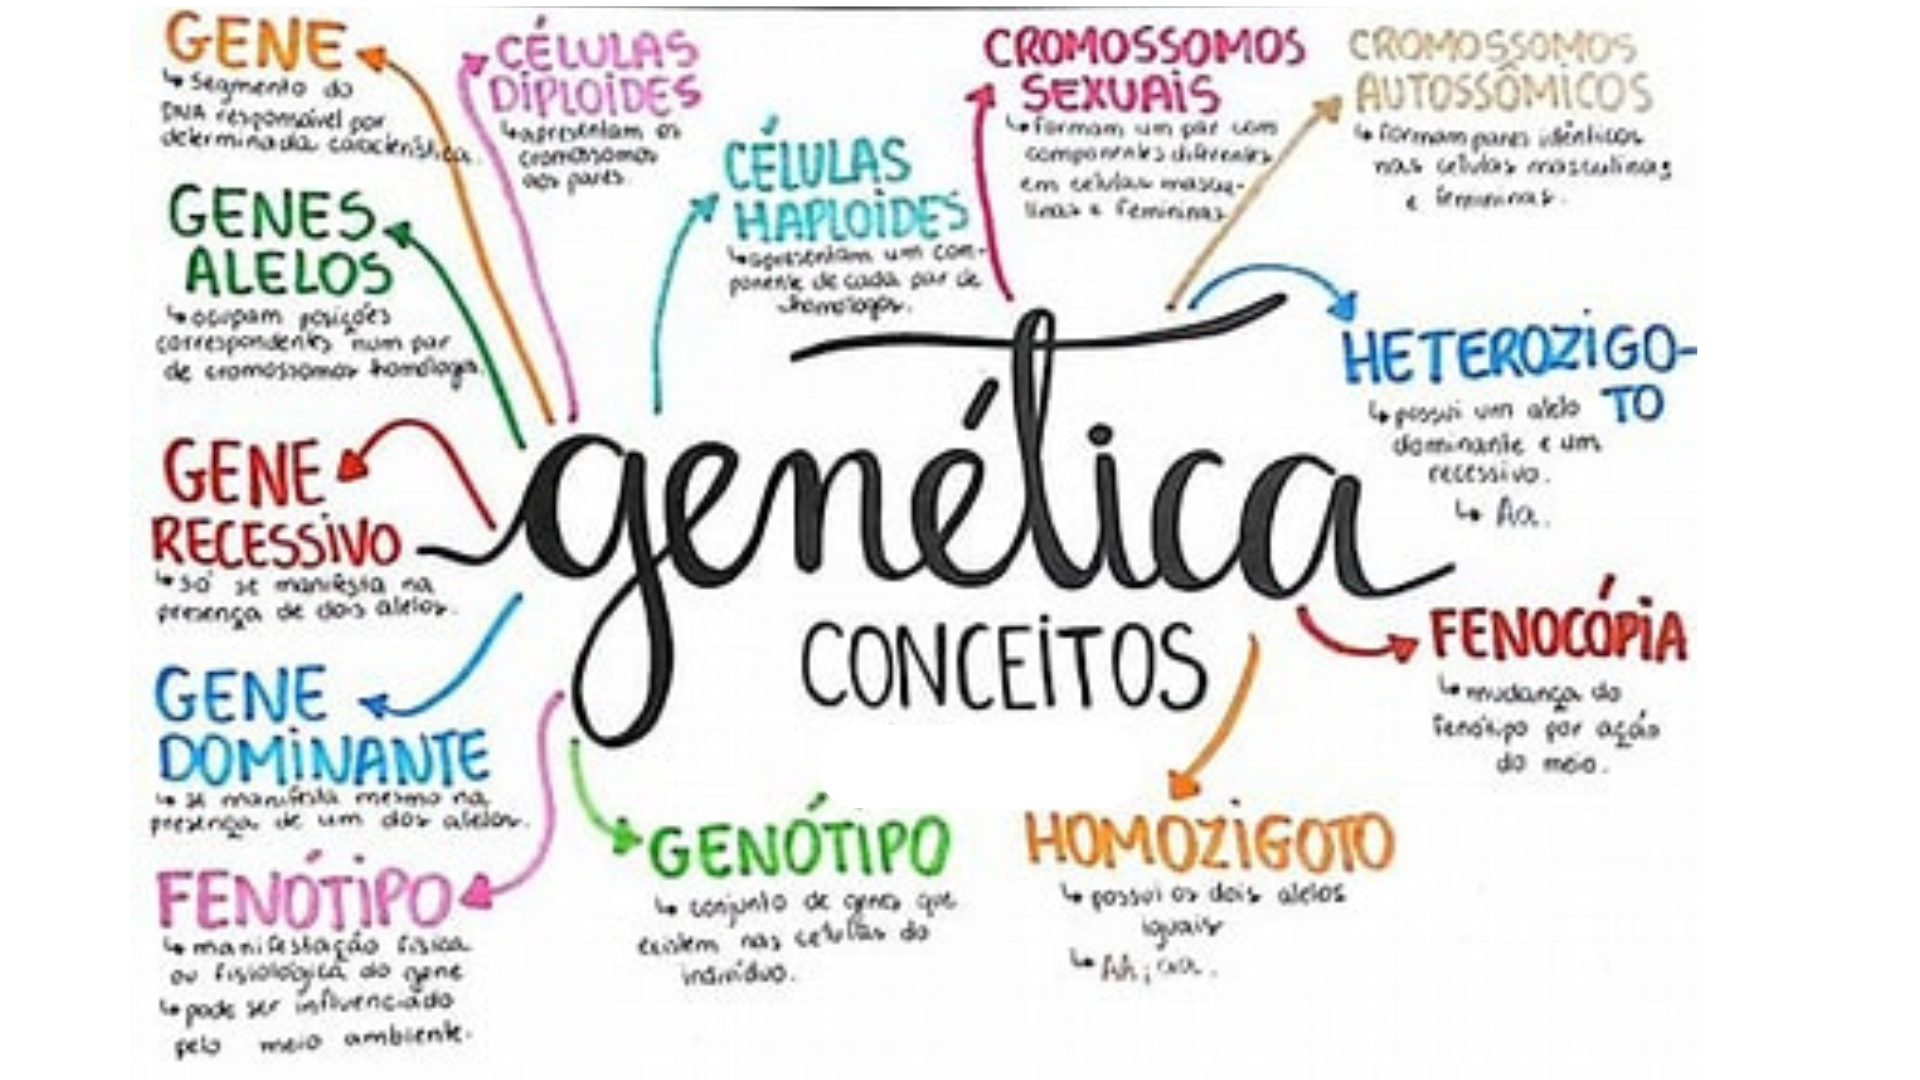 GENE
↳ segmento do
DNA responsável por
determinada característica.
CÉLULAS
DIPLOIDES
↳ apresentam os
cromossomos
aos pares.
CÉLULAS
HAPLOIDES
↳ apresentam um com-
ponente de cada par de
homólogos.
CROMOSSOMOS
SEXUAIS
↳ formam um par com
componentes diferentes
em células mascu-
linas e femininas
CROMOSSOMOS
AUTOSSÔMICOS
↳ formam pares idênticos
nas células masculinas
e femininas.
GENES
ALELOS
↳ ocupam posições
correspondentes num par
de cromossomos homólogos.
HETEROZIGO-
TO
↳ possui um alelo
dominante e um
recessivo.
↳ Aa.
GENE
RECESSIVO
↳ só se manifesta na
presença de dois alelos.
genética
CONCEITOS
FENOCÓPIA
↳ mudança do
fenótipo por ação
do meio.
GENE
DOMINANTE
↳ se manifesta mesmo na
presença de um dos alelos.
FENÓTIPO
↳ manifestação física
ou fisiológica do gene
↳ pode ser influenciado
pelo meio ambiente.
GENÓTIPO
↳ conjunto de genes que
existem nas células do
indivíduo.
HOMOZIGOTO
↳ possui os dois alelos
iguais
↳ AA; aa.